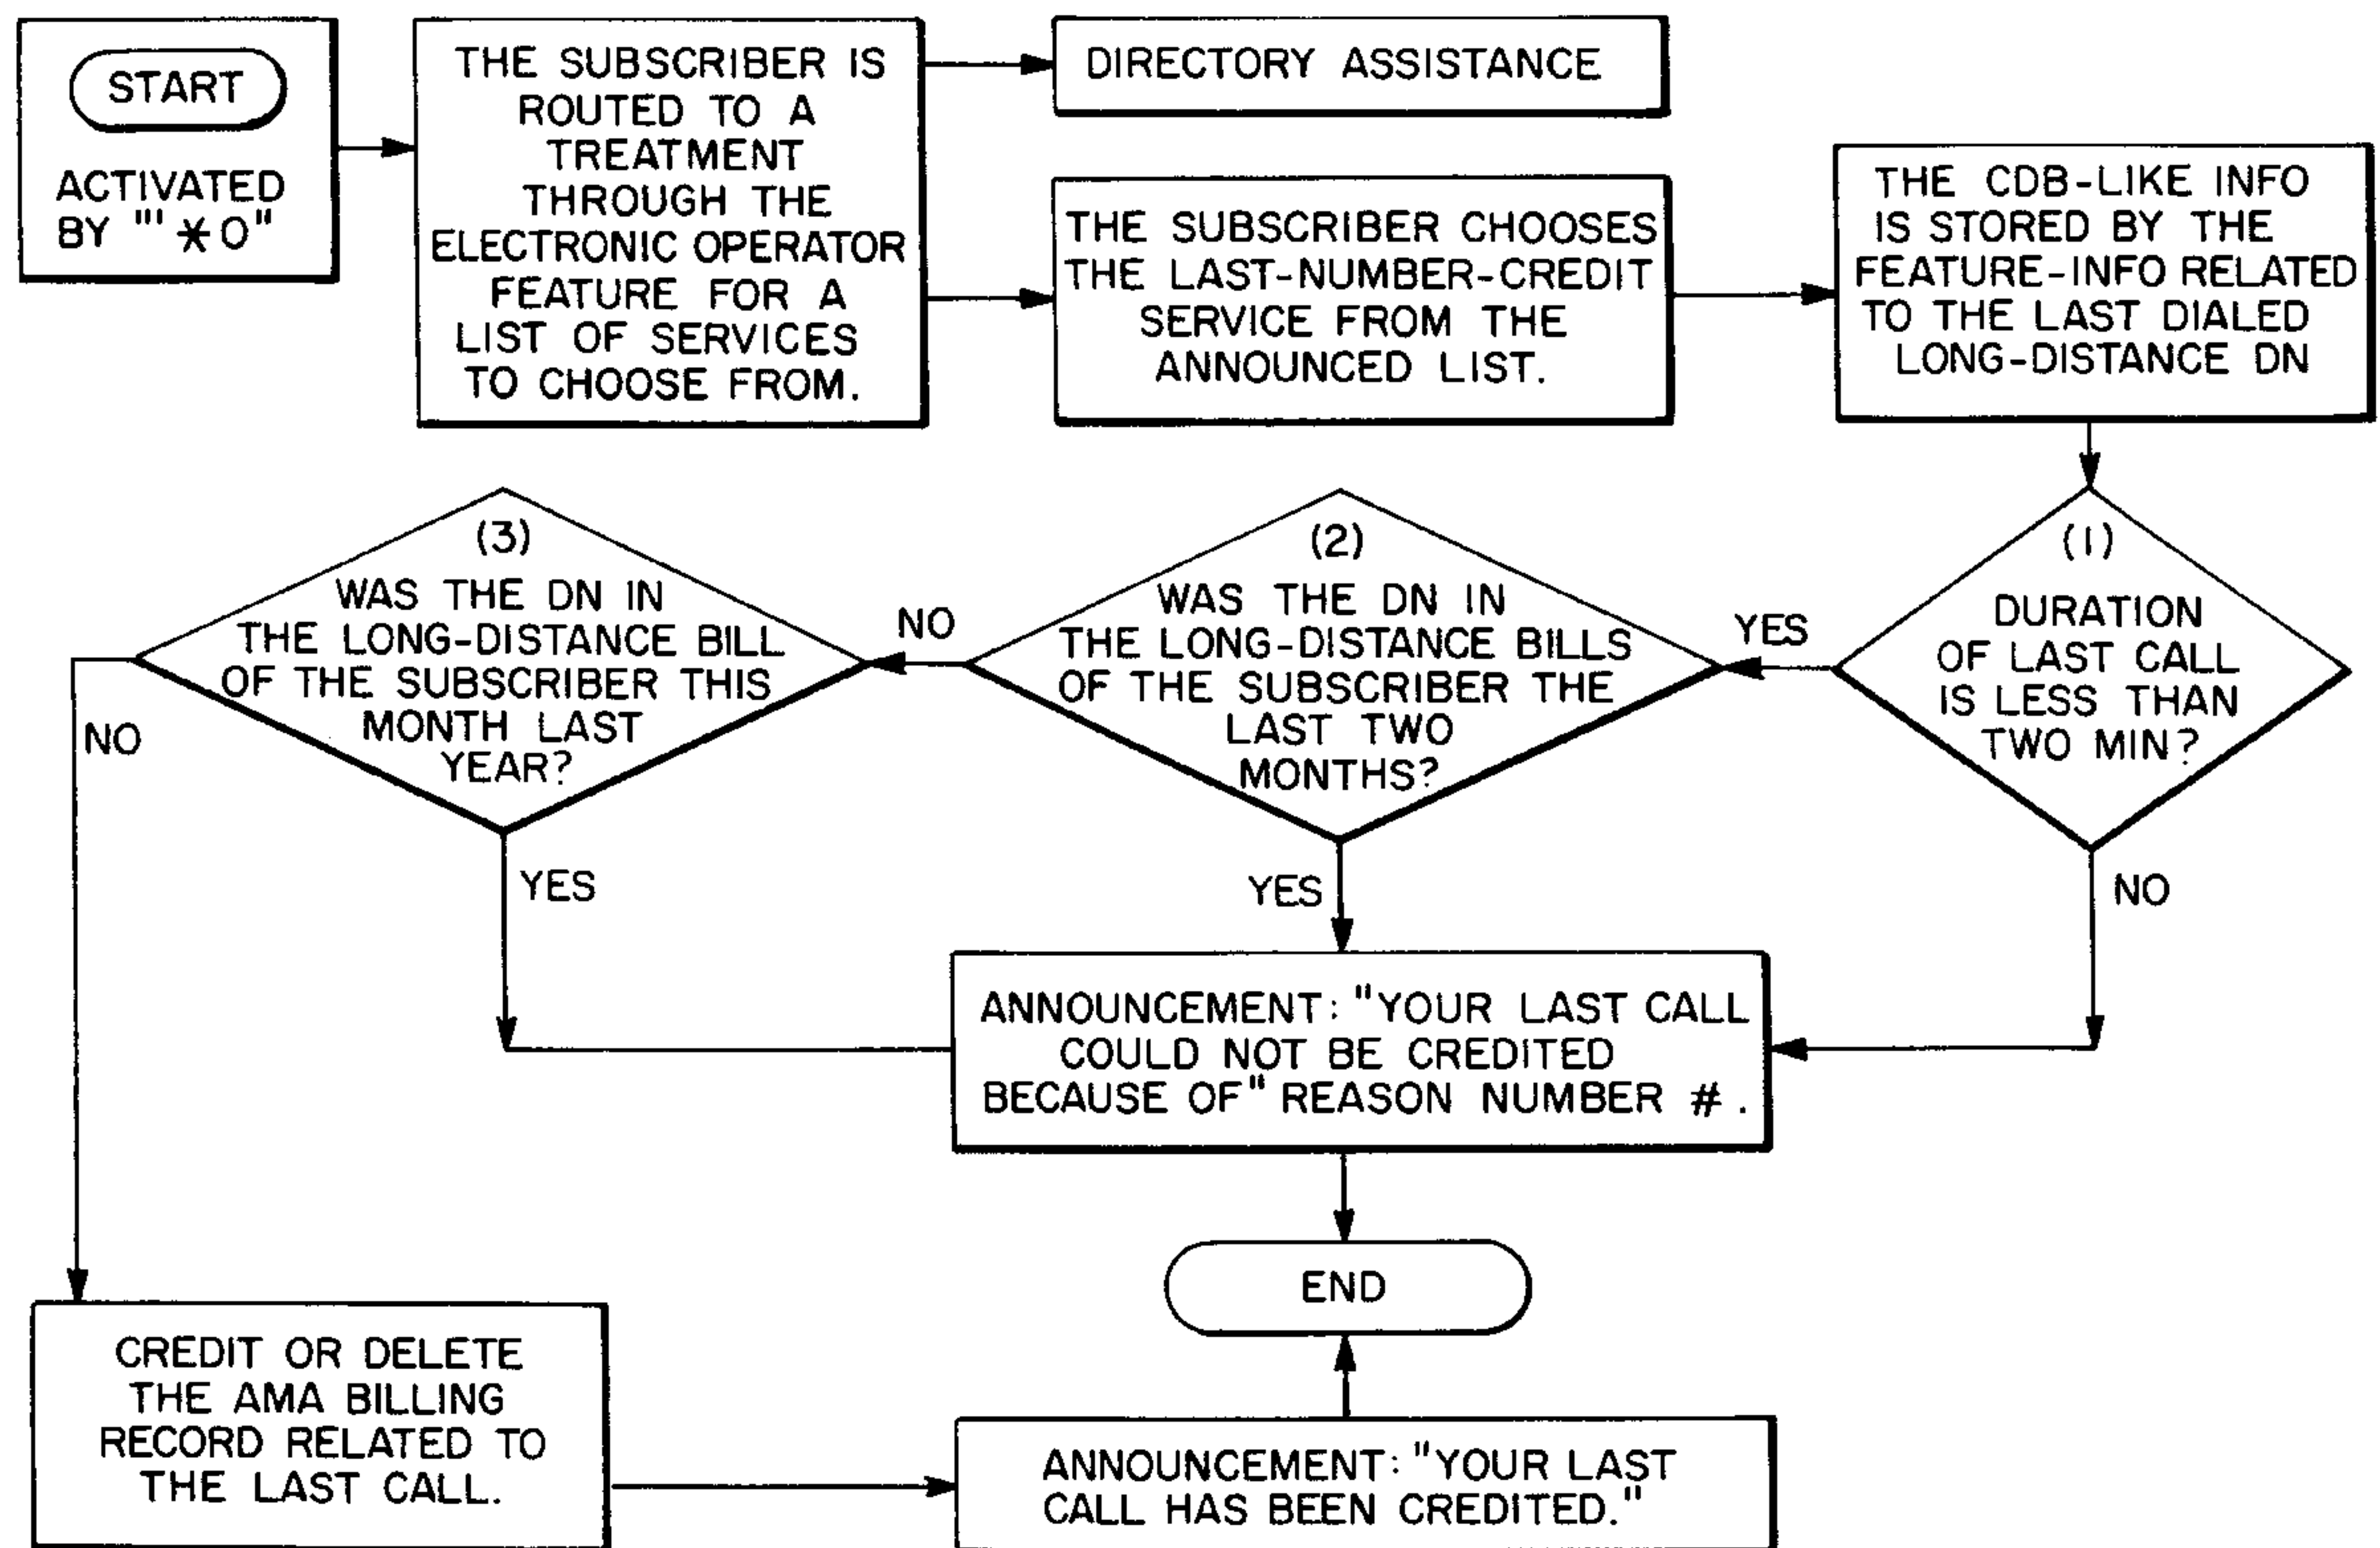 START
ACTIVATED
BY "' *0"
THE SUBSCRIBER IS
ROUTED TO A
TREATMENT
THROUGH THE
ELECTRONIC OPERATOR
FEATURE FOR A
LIST OF SERVICES
TO CHOOSE FROM.
DIRECTORY ASSISTANCE
THE SUBSCRIBER CHOOSES
THE LAST-NUMBER-CREDIT
SERVICE FROM THE
ANNOUNCED LIST.
THE CDB-LIKE INFO
IS STORED BY THE
FEATURE-INFO RELATED
TO THE LAST DIALED
LONG-DISTANCE DN
(1)
DURATION
OF LAST CALL
IS LESS THAN
TWO MIN?
YES
NO
(2)
WAS THE DN IN
THE LONG-DISTANCE BILLS
OF THE SUBSCRIBER THE
LAST TWO
MONTHS?
NO
YES
(3)
WAS THE DN IN
THE LONG-DISTANCE BILL
OF THE SUBSCRIBER THIS
MONTH LAST
YEAR?
NO
YES
ANNOUNCEMENT: "YOUR LAST CALL
COULD NOT BE CREDITED
BECAUSE OF" REASON NUMBER # .
END
CREDIT OR DELETE
THE AMA BILLING
RECORD RELATED TO
THE LAST CALL.
ANNOUNCEMENT: "YOUR LAST
CALL HAS BEEN CREDITED."